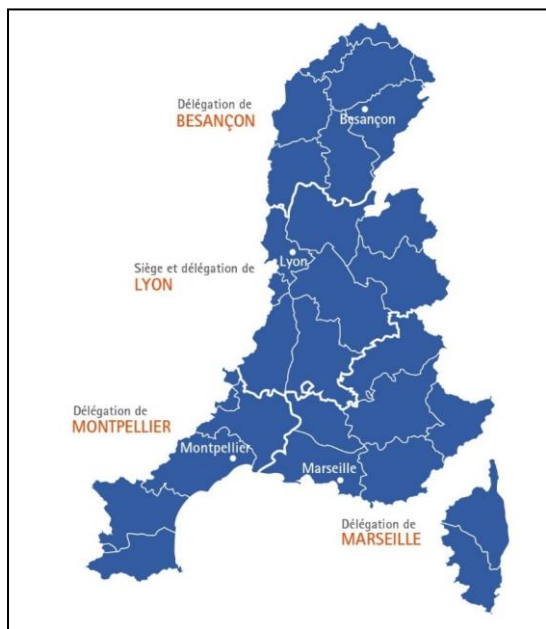 Délégation de
BESANÇON
Besançon
Lyon
Siège et délégation de
LYON
Délégation de
MONTPELLIER
Montpellier
Marseille
Délégation de
MARSEILLE